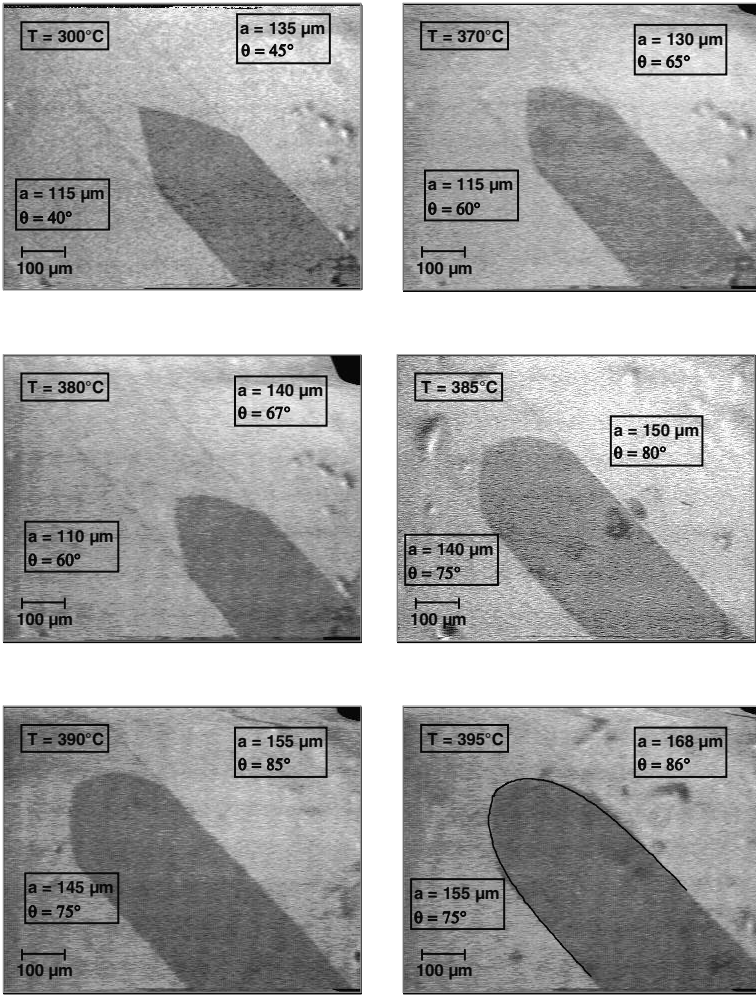 T = 300°C
a = 135 µm
θ = 45°
a = 115 µm
θ = 40°
100 µm
T = 370°C
a = 130 µm
θ = 65°
a = 115 µm
θ = 60°
100 µm
T = 380°C
a = 140 µm
θ = 67°
a = 110 µm
θ = 60°
100 µm
T = 385°C
a = 150 µm
θ = 80°
a = 140 µm
θ = 75°
100 µm
T = 390°C
a = 155 µm
θ = 85°
a = 145 µm
θ = 75°
100 µm
T = 395°C
a = 168 µm
θ = 86°
a = 155 µm
θ = 75°
100 µm